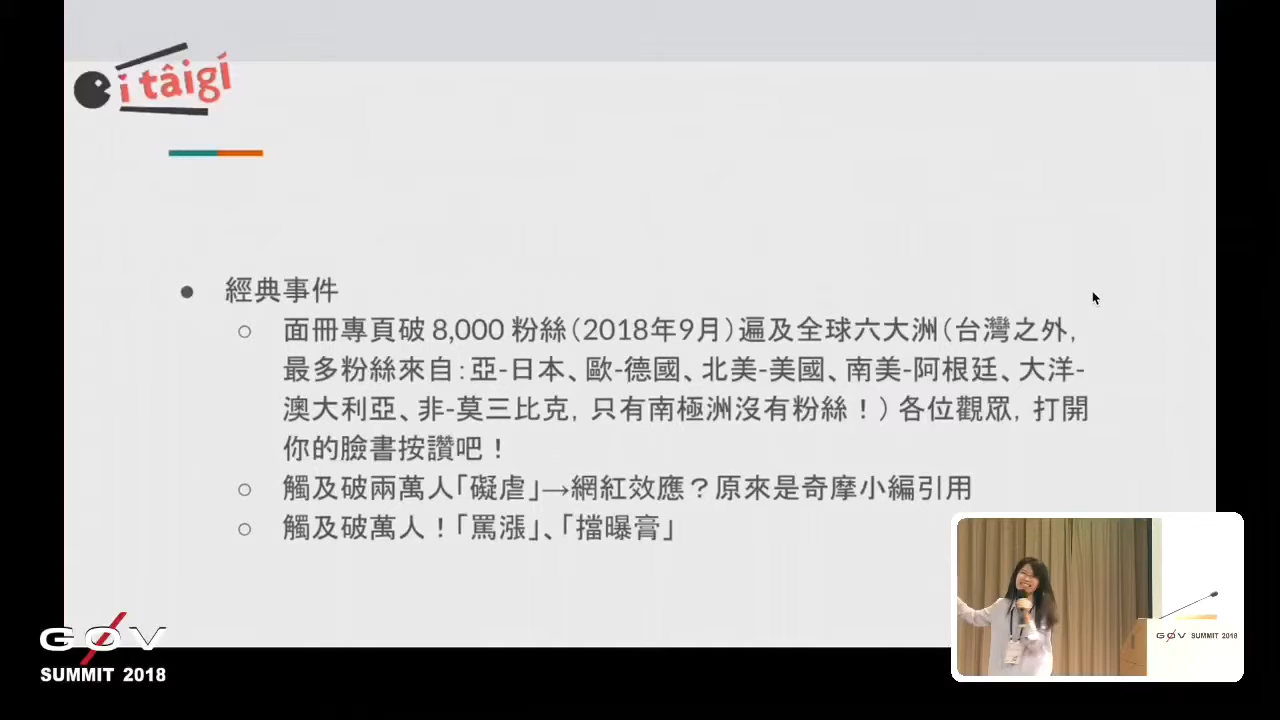 i tâigí
● 經典事件
○ 面冊專頁破 8,000 粉絲（2018年9月）遍及全球六大洲（台灣之外，
最多粉絲來自：亞-日本、歐-德國、北美-美國、南美-阿根廷、大洋-
澳大利亞、非-莫三比克，只有南極洲沒有粉絲！）各位觀眾，打開
你的臉書按讚吧！
○ 觸及破兩萬人「礙虐」→網紅效應？原來是奇摩小編引用
○ 觸及破萬人！「罵漲」、「擋曝膏」
GØV
SUMMIT 2018
GØV SUMMIT 2018